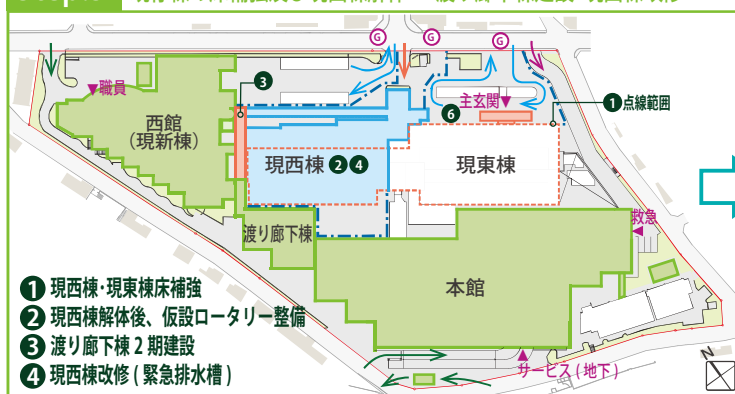 G
G
G
❸
▼職員
主玄関▼
❻
❶点線範囲
西館
(現新棟)
現西棟 ❷❹
現東棟
渡り廊下棟
救急
◀
本館
❶ 現西棟・現東棟床補強
❷ 現西棟解体後、仮設ロータリー整備
❸ 渡り廊下棟2期建設
❹ 現西棟改修(緊急排水槽)
▲
サービス(地下)
N